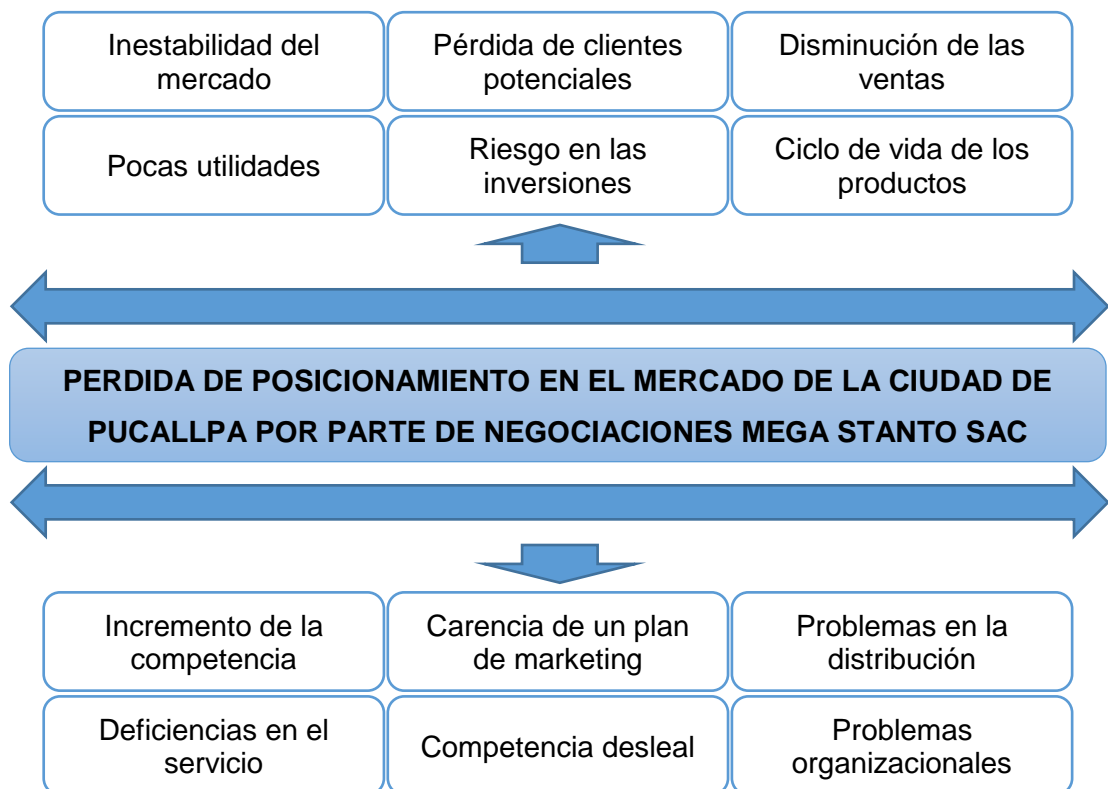 Inestabilidad del
mercado
Pérdida de clientes
potenciales
Disminución de las
ventas
Pocas utilidades
Riesgo en las
inversiones
Ciclo de vida de los
productos
PERDIDA DE POSICIONAMIENTO EN EL MERCADO DE LA CIUDAD DE
PUCALLPA POR PARTE DE NEGOCIACIONES MEGA STANTO SAC
Incremento de la
competencia
Carencia de un plan
de marketing
Problemas en la
distribución
Deficiencias en el
servicio
Competencia desleal
Problemas
organizacionales